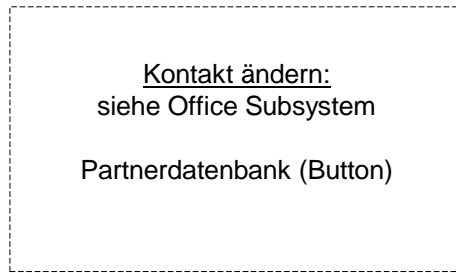 Kontakt ändern:
siehe Office Subsystem
Partnerdatenbank (Button)